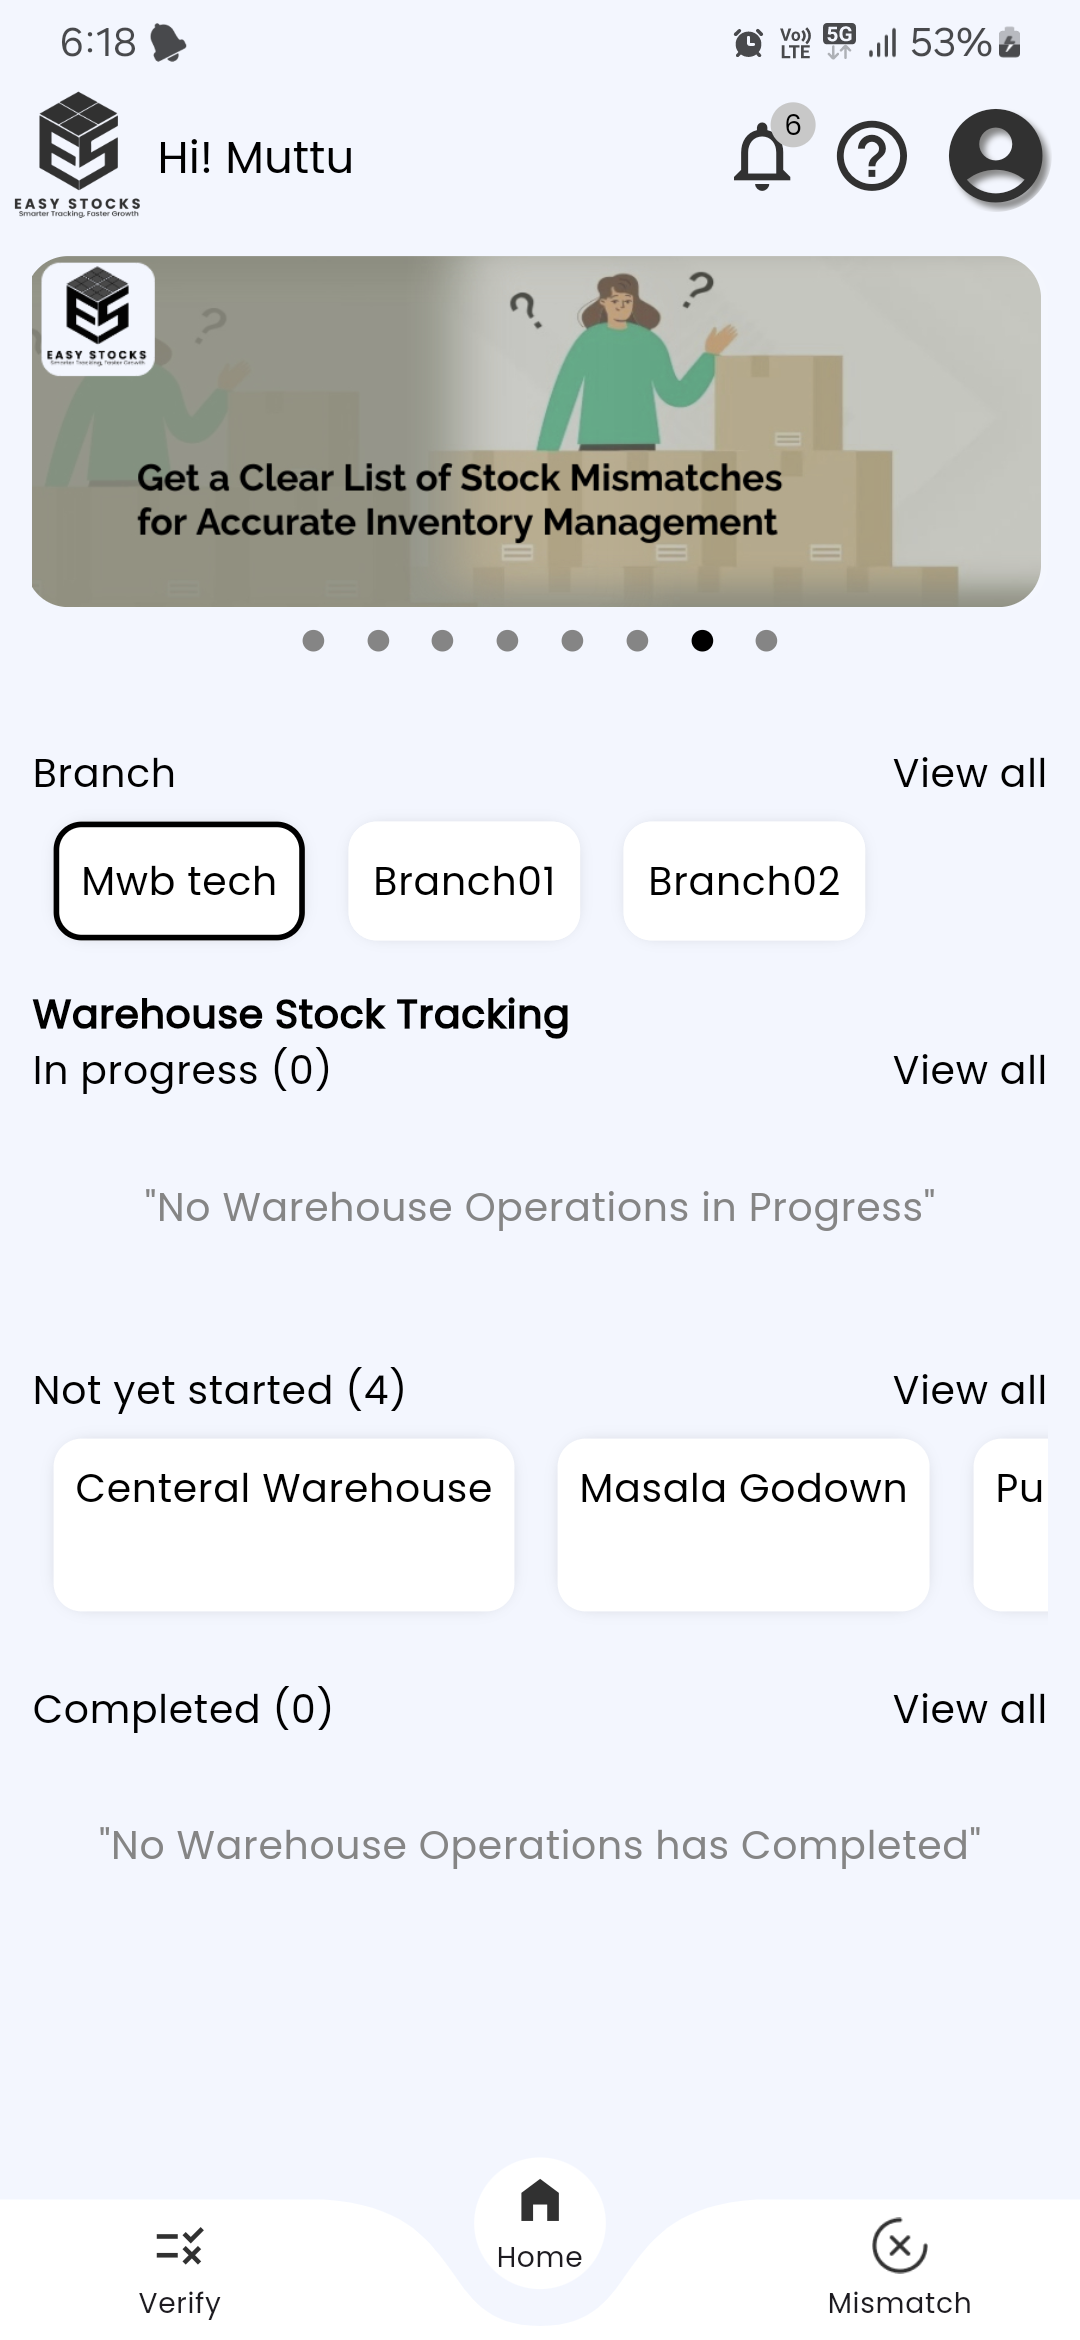 6:18
Vo)) LTE 5G 53%
EASY STOCKS
Smarter Tracking, Faster Growth
Hi! Muttu
6
EASY STOCKS
Smarter Tracking, Faster Growth
Get a Clear List of Stock Mismatches
for Accurate Inventory Management
Branch View all
Mwb tech Branch01 Branch02
Warehouse Stock Tracking
In progress (0) View all
"No Warehouse Operations in Progress"
Not yet started (4) View all
Centeral Warehouse Masala Godown Pu
Completed (0) View all
"No Warehouse Operations has Completed"
Verify Home Mismatch